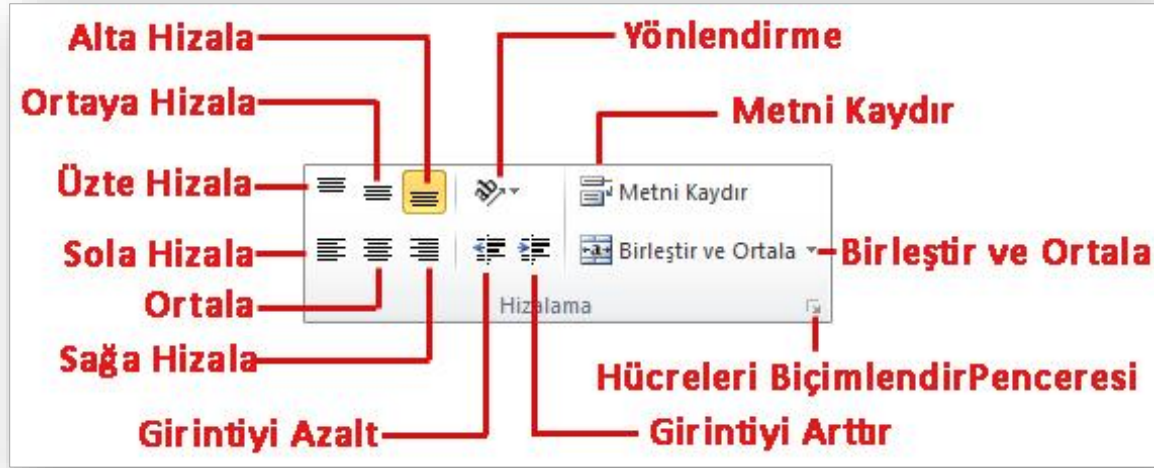 Alta Hizala
Yönlendirme
Ortaya Hizala
Metni Kaydır
Üzte Hizala
Metni Kaydır
Sola Hizala
Birleştir ve Ortala
Birleştir ve Ortala
Ortala
Hizalama
Sağa Hizala
Hücreleri BiçimlendirPenceresi
Girintiyi Azalt
Girintiyi Arttır